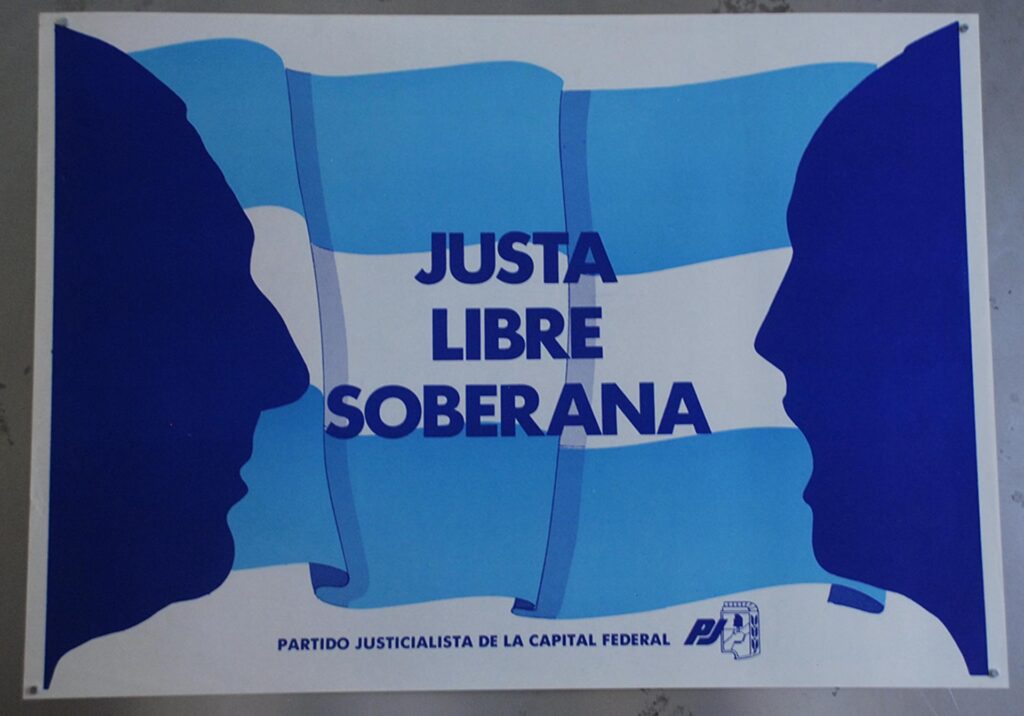 JUSTA
LIBRE
SOBERANA
PARTIDO JUSTICIALISTA DE LA CAPITAL FEDERAL PJ